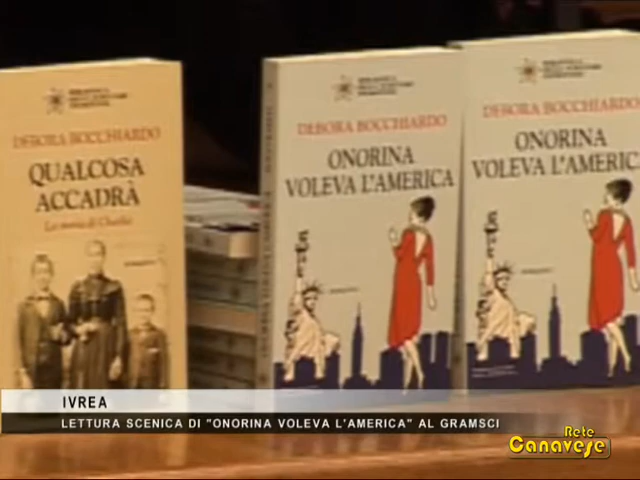 DEBORA BOCCHIARDO
QUALCOSA
ACCADRÀ
DEBORA BOCCHIARDO
ONORINA
VOLEVA L'AMERICA
DEBORA BOCCHIARDO
ONORINA
VOLEVA L'AMERICA
IVREA
LETTURA SCENICA DI "ONORINA VOLEVA L'AMERICA" AL GRAMSCI
Rete
Canavese